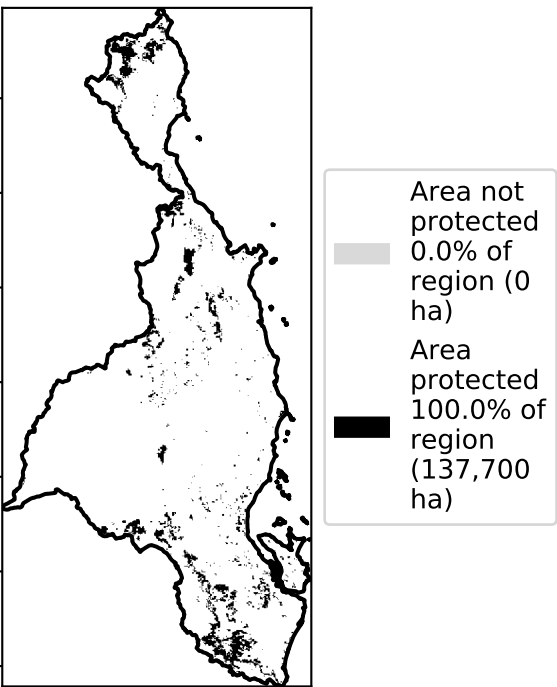 Area not
protected
0.0% of
region (0
ha)
Area
protected
100.0% of
region
(137,700
ha)